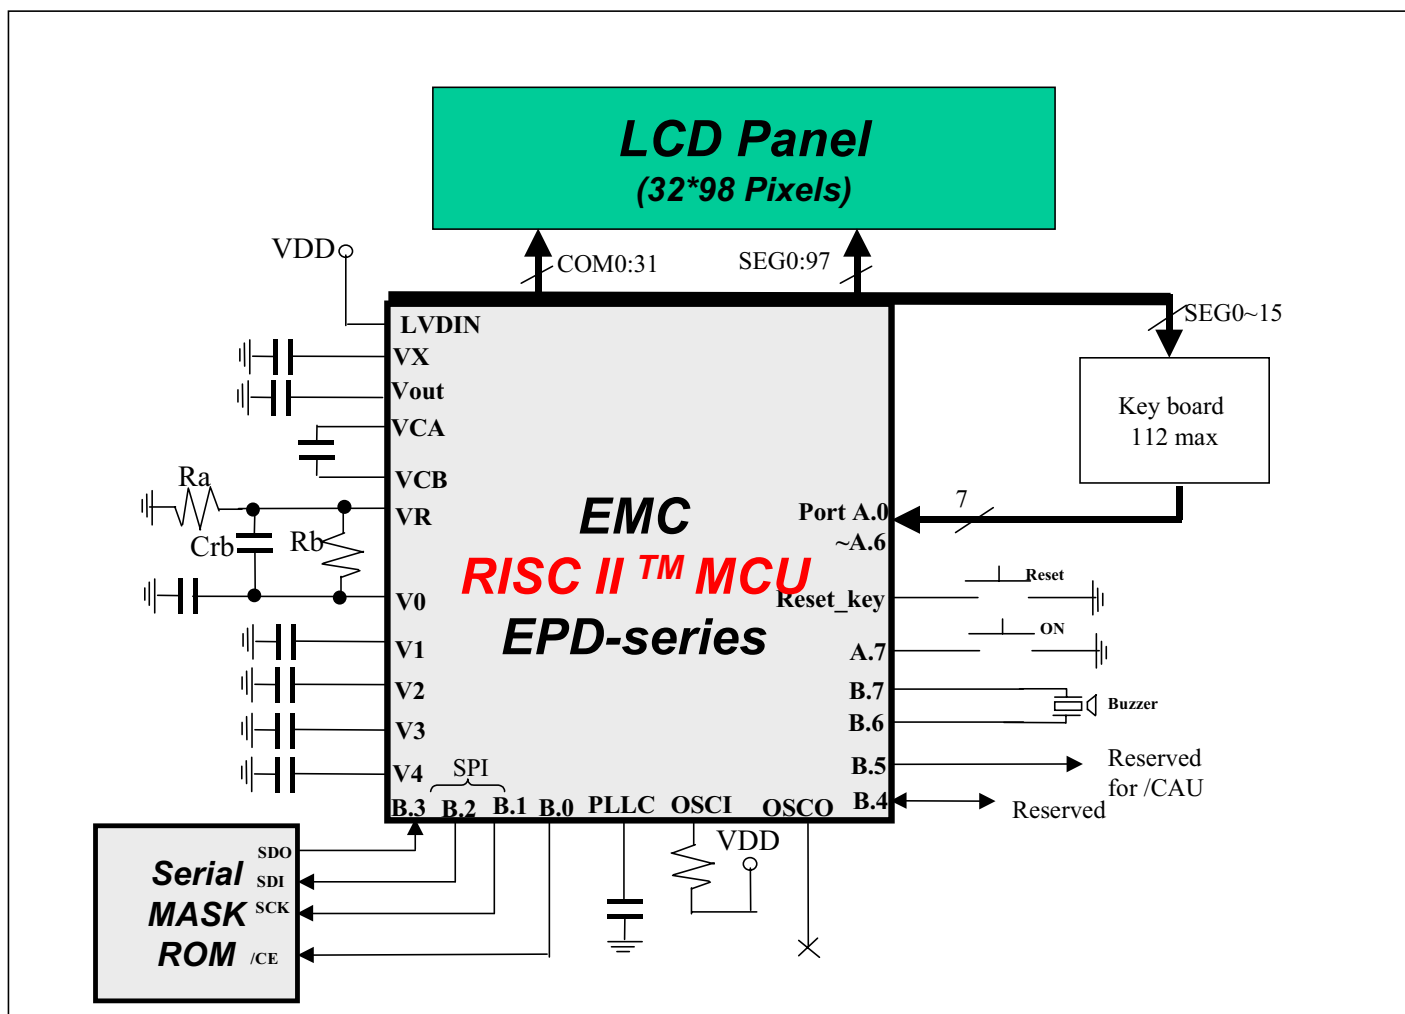 LCD Panel
(32*98 Pixels)
VDD
COM0:31
SEG0:97
SEG0~15
LVDIN
VX
Vout
VCA
VCB
VR
V0
V1
V2
V3
V4
Ra
Crb
Rb
EMC
RISC II TM MCU
EPD-series
Key board
112 max
7
Port A.0
~A.6
Reset_key
Reset
A.7
ON
B.7
B.6
Buzzer
B.5
Reserved
for /CAU
B.4
Reserved
SPI
B.3
B.2
B.1
B.0
PLLC
OSCI
OSCO
VDD
Serial
MASK
ROM
SDO
SDI
SCK
/CE